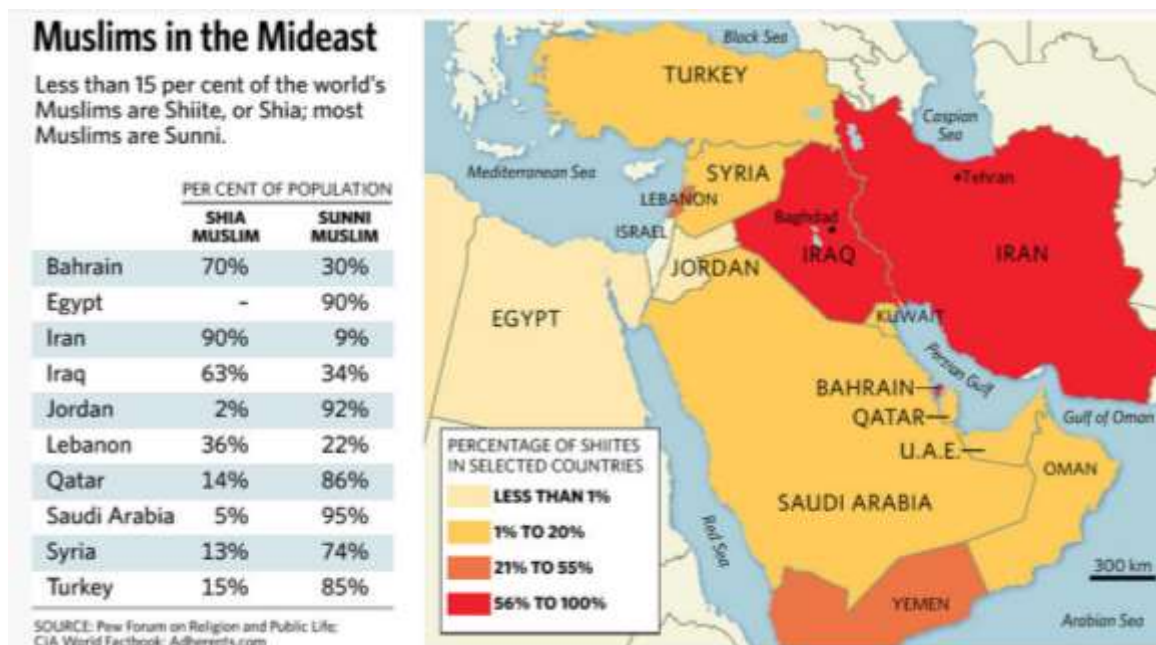 Muslims in the Mideast
Less than 15 per cent of the world's
Muslims are Shiite, or Shia; most
Muslims are Sunni.
PER CENT OF POPULATION
SHIA MUSLIM SUNNI MUSLIM
Bahrain 70% 30%
Egypt - 90%
Iran 90% 9%
Iraq 63% 34%
Jordan 2% 92%
Lebanon 36% 22%
Qatar 14% 86%
Saudi Arabia 5% 95%
Syria 13% 74%
Turkey 15% 85%
SOURCE: Pew Forum on Religion and Public Life;
CIA World Factbook; Adherents.com
Black Sea
TURKEY
Caspian
Sea
Mediterranean Sea
SYRIA
Tehran
LEBANON
Baghdad
ISRAEL
IRAQ
IRAN
JORDAN
EGYPT
KUWAIT
Persian Gulf
BAHRAIN
QATAR
Gulf of Oman
U.A.E.
OMAN
SAUDI ARABIA
Red Sea
YEMEN
300 km
Arabian Sea
PERCENTAGE OF SHIITES
IN SELECTED COUNTRIES
LESS THAN 1%
1% TO 20%
21% TO 55%
56% TO 100%